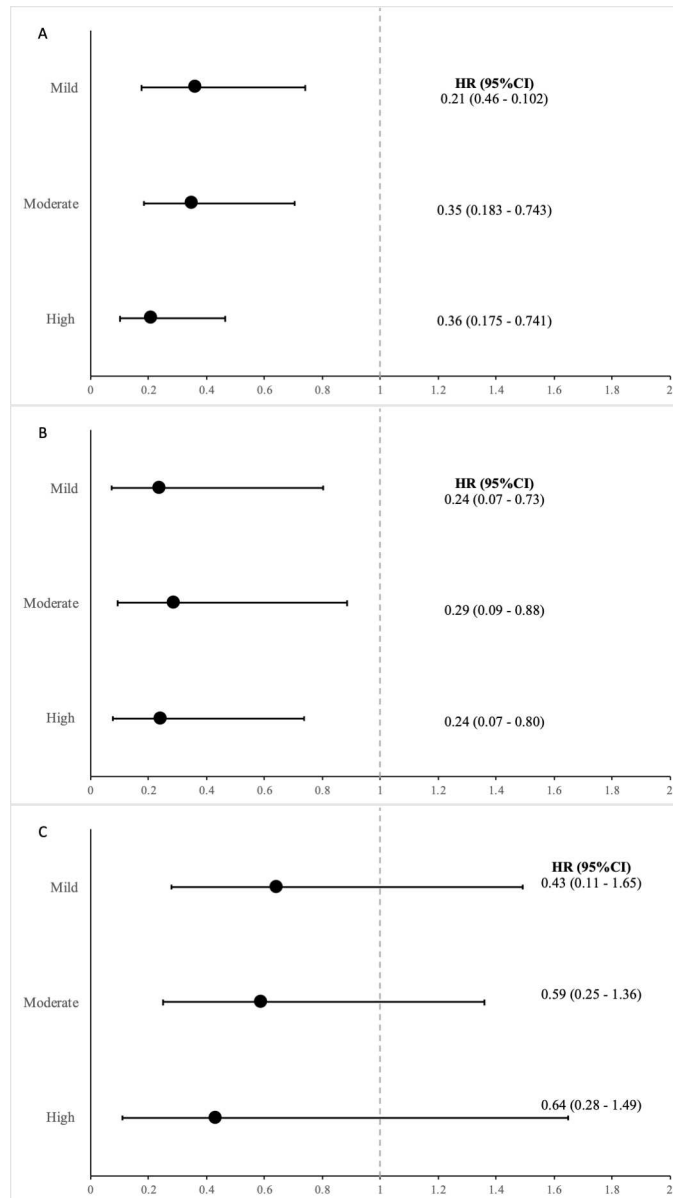 A
HR (95%CI)
Mild
0.21 (0.46 - 0.102)
Moderate
0.35 (0.183 - 0.743)
High
0.36 (0.175 - 0.741)
0 0.2 0.4 0.6 0.8 1 1.2 1.4 1.6 1.8 2
B
HR (95%CI)
Mild
0.24 (0.07 - 0.73)
Moderate
0.29 (0.09 - 0.88)
High
0.24 (0.07 - 0.80)
0 0.2 0.4 0.6 0.8 1 1.2 1.4 1.6 1.8 2
C
HR (95%CI)
Mild
0.43 (0.11 - 1.65)
Moderate
0.59 (0.25 - 1.36)
High
0.64 (0.28 - 1.49)
0 0.2 0.4 0.6 0.8 1 1.2 1.4 1.6 1.8 2